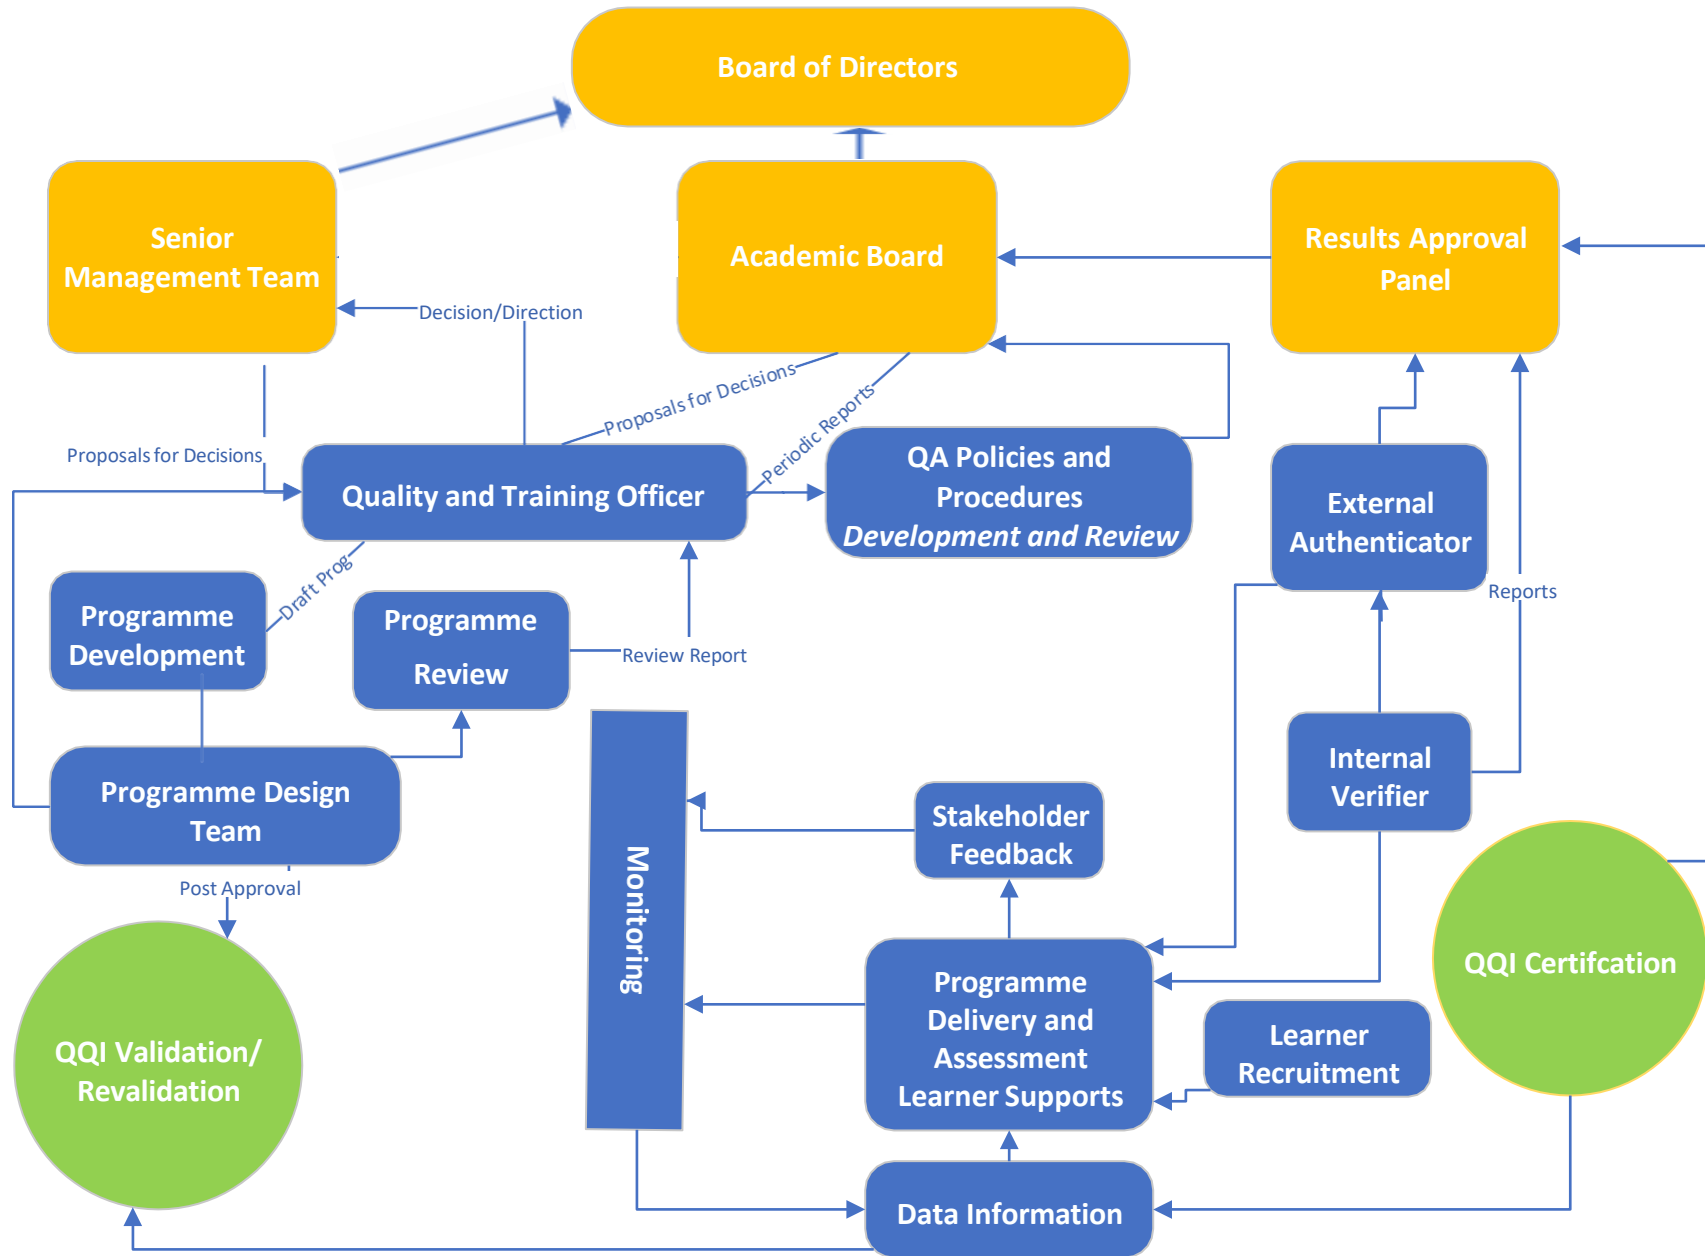 Board of Directors
Senior
Management Team
Academic Board
Results Approval
Panel
Decision/Direction
Proposals for Decisions
Periodic Reports
Proposals for Decisions
Quality and Training Officer
QA Policies and
Procedures
Development and Review
External
Authenticator
Reports
Draft Prog
Programme
Development
Programme
Review
Review Report
Programme Design
Team
Post Approval
Monitoring
Stakeholder
Feedback
Internal
Verifier
QQI Certifcation
Programme
Delivery and
Assessment
Learner Supports
Learner
Recruitment
QQI Validation/
Revalidation
Data Information